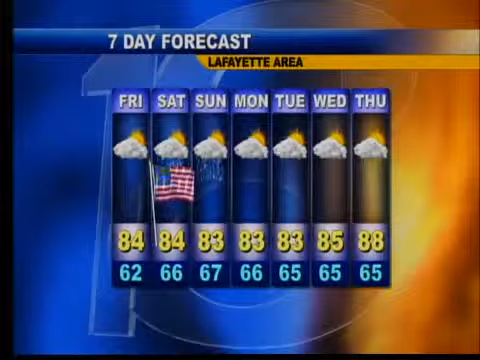 7 DAY FORECAST
LAFAYETTE AREA
FRI SAT SUN MON TUE WED THU
84 84 83 83 83 85 88
62 66 67 66 65 65 65
10